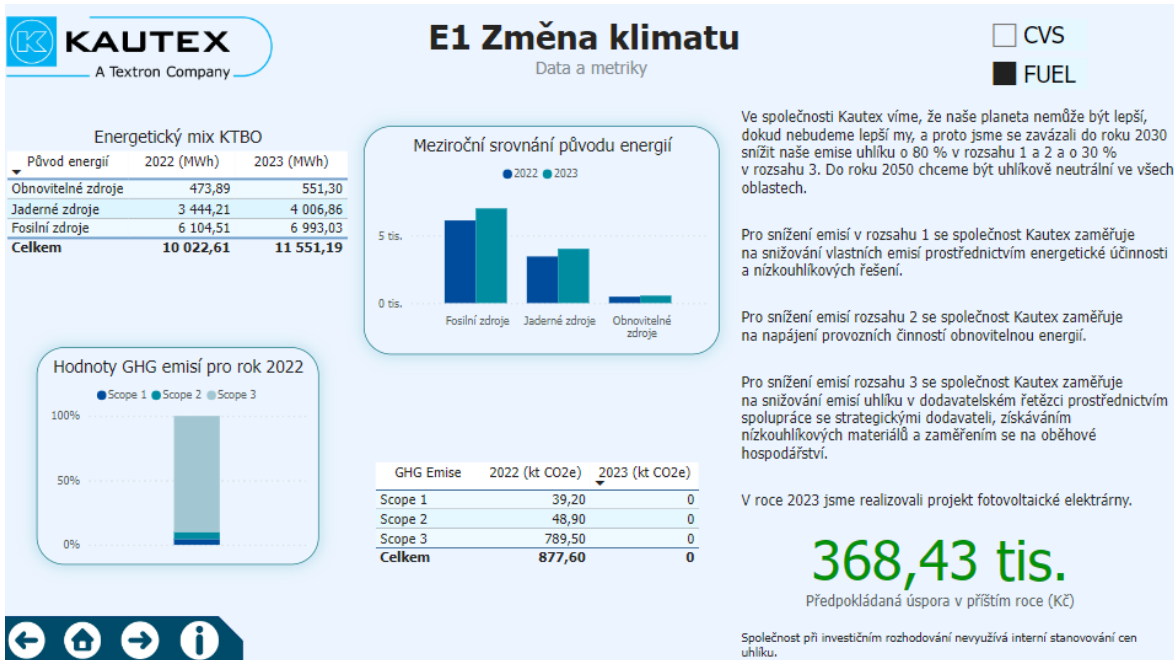 KAUTEX
A Textron Company
E1 Změna klimatu
Data a metriky
CVS
FUEL
Energetický mix KTBO
Původ energií 2022 (MWh) 2023 (MWh)
Obnovitelné zdroje 473,89 551,30
Jaderné zdroje 3 444,21 4 006,86
Fosilní zdroje 6 104,51 6 993,03
Celkem 10 022,61 11 551,19
Meziroční srovnání původu energií
2022 2023
5 tis.
0 tis.
Fosilní zdroje Jaderné zdroje Obnovitelné
zdroje
Hodnoty GHG emisí pro rok 2022
Scope 1 Scope 2 Scope 3
100%
50%
0%
GHG Emise 2022 (kt CO2e) 2023 (kt CO2e)
Scope 1 39,20 0
Scope 2 48,90 0
Scope 3 789,50 0
Celkem 877,60 0
Ve společnosti Kautex víme, že naše planeta nemůže být lepší,
dokud nebudeme lepší my, a proto jsme se zavázali do roku 2030
snížit naše emise uhlíku o 80 % v rozsahu 1 a 2 a o 30 %
v rozsahu 3. Do roku 2050 chceme být uhlíkově neutrální ve všech
oblastech.
Pro snížení emisí v rozsahu 1 se společnost Kautex zaměřuje
na snižování vlastních emisí prostřednictvím energetické účinnosti
a nízkouhlíkových řešení.
Pro snížení emisí rozsahu 2 se společnost Kautex zaměřuje
na napájení provozních činností obnovitelnou energií.
Pro snížení emisí rozsahu 3 se společnost Kautex zaměřuje
na snižování emisí uhlíku v dodavatelském řetězci prostřednictvím
spolupráce se strategickými dodavateli, získáváním
nízkouhlíkových materiálů a zaměřením se na oběhové
hospodářství.
V roce 2023 jsme realizovali projekt fotovoltaické elektrárny.
368,43 tis.
Předpokládaná úspora v příštím roce (Kč)
Společnost při investičním rozhodování nevyužívá interní stanovování cen
uhlíku.